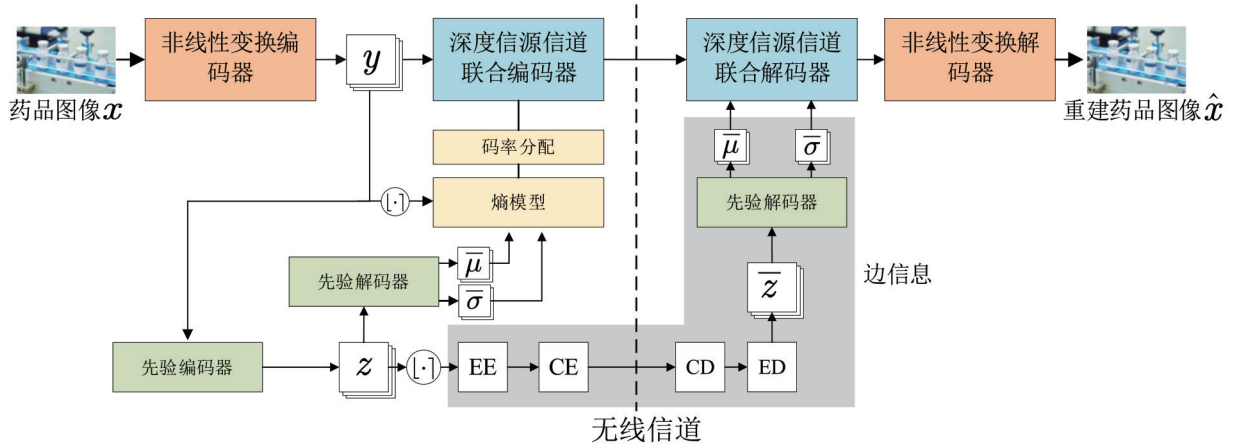 非线性变换编
码器
y
深度信源信道
联合编码器
深度信源信道
联合解码器
非线性变换解
码器
药品图像x
重建药品图像x̂
码率分配
μ̅
σ̅
⌊·⌉
熵模型
先验解码器
先验解码器
μ̅
σ̅
z̅
边信息
先验编码器
z
⌊·⌉
EE
CE
CD
ED
无线信道